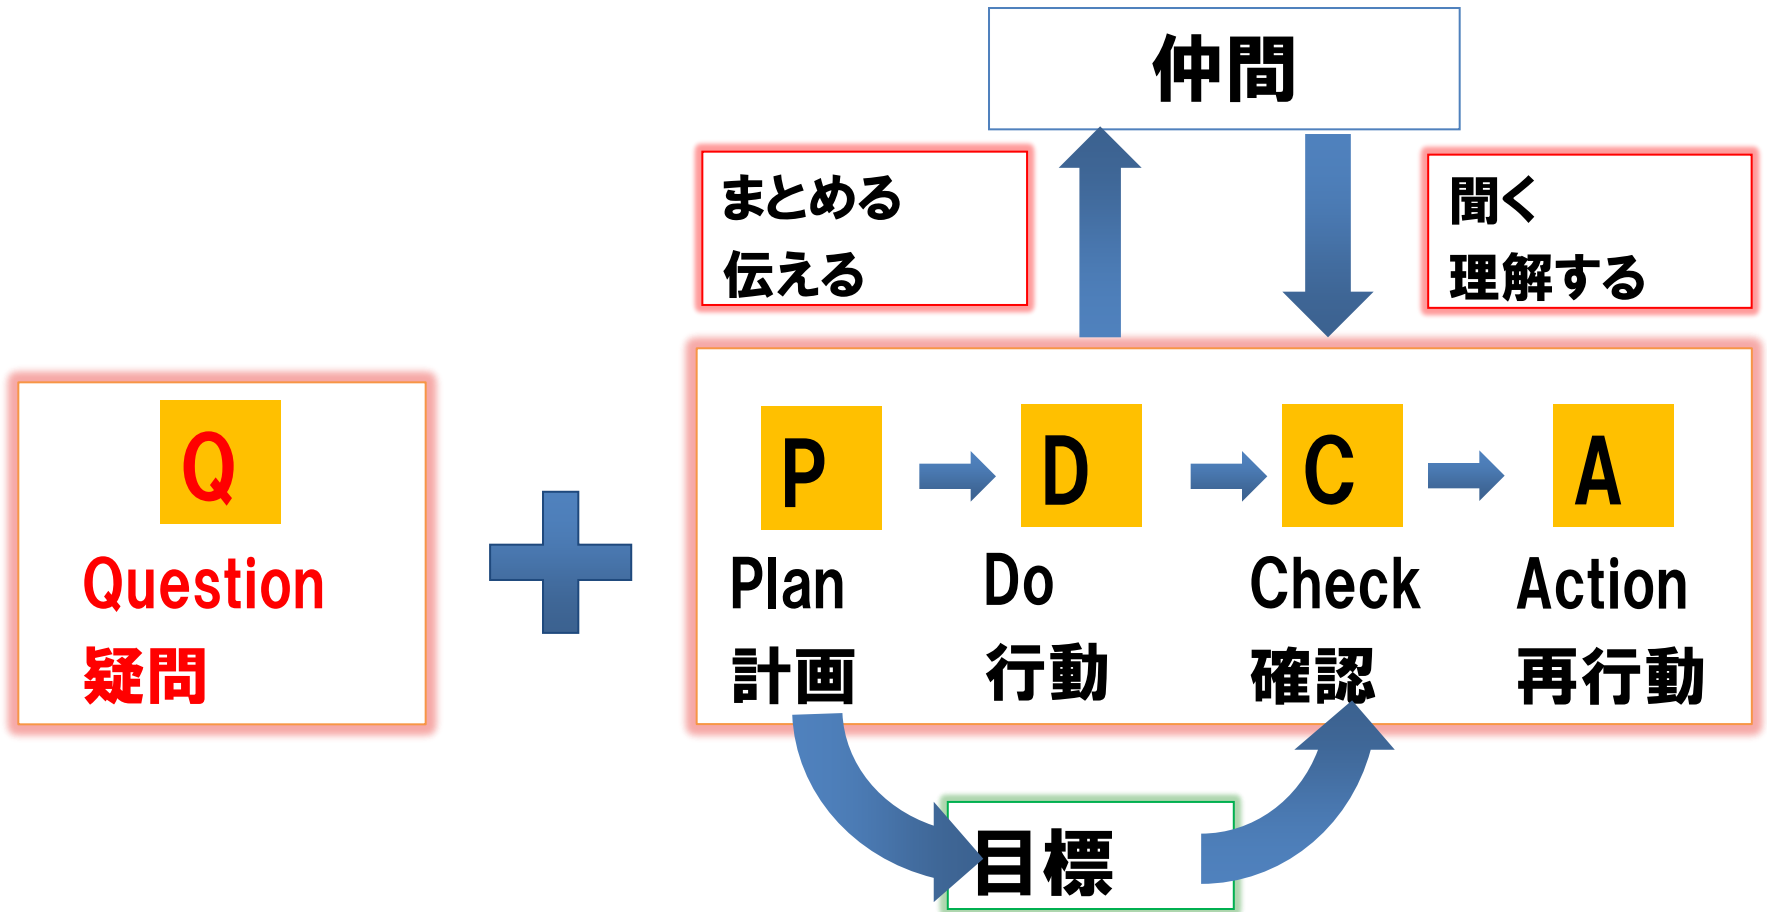 仲間
まとめる
伝える
聞く
理解する
Q
Question
疑問
P
Plan
計画
D
Do
行動
C
Check
確認
A
Action
再行動
目標